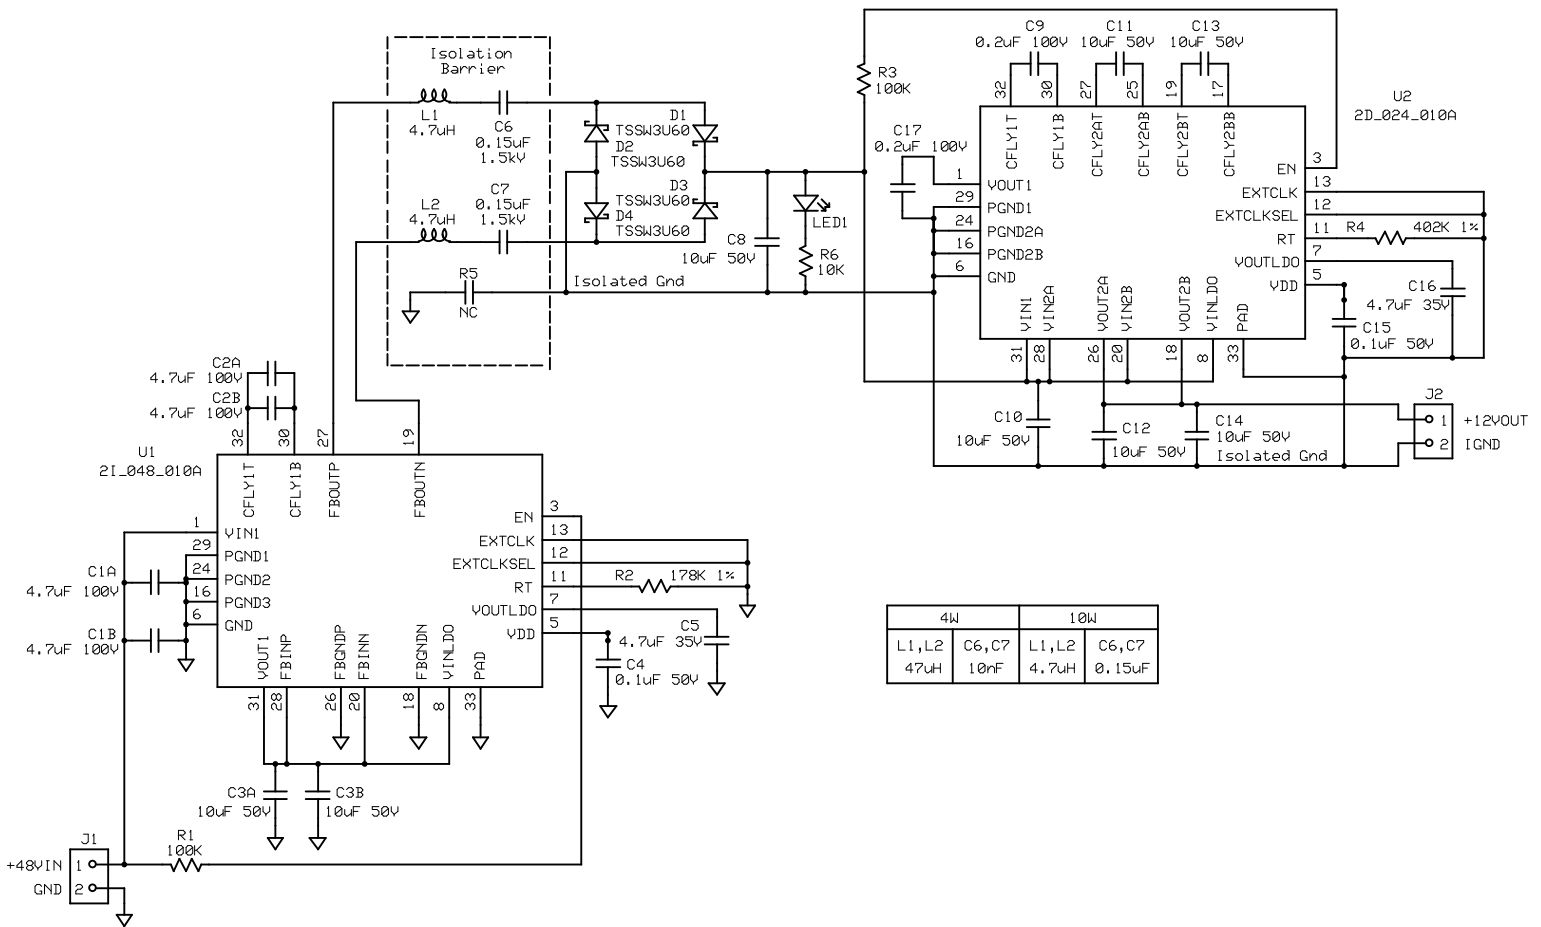 Isolation
Barrier
L1
4.7uH
C6
0.15uF
1.5kV
D1
TSSW3U60
D2
TSSW3U60
L2
4.7uH
C7
0.15uF
1.5kV
D3
TSSW3U60
D4
TSSW3U60
R5
NC
Isolated Gnd
C8
10uF 50V
LED1
R6
10K
R3
100K
C17
0.2uF 100V
C9
0.2uF 100V
C11
10uF 50V
C13
10uF 50V
U2
2D_024_010A
32
30
27
25
19
17
CFLY1T
CFLY1B
CFLY2AT
CFLY2AB
CFLY2BT
CFLY2BB
1
VOUT1
29
PGND1
24
PGND2A
16
PGND2B
6
GND
3
EN
13
EXTCLK
12
EXTCLKSEL
11
RT
7
VOUTLDO
5
VDD
R4
402K 1%
C16
4.7uF 35V
C15
0.1uF 50V
VIN1
VIN2A
VOUT2A
VIN2B
VOUT2B
VINLDO
PAD
31
28
26
20
18
8
33
C10
10uF 50V
C12
10uF 50V
C14
10uF 50V
Isolated Gnd
J2
1
+12VOUT
2
IGND
C2A
4.7uF 100V
C2B
4.7uF 100V
U1
2I_048_010A
32
30
27
19
CFLY1T
CFLY1B
FBOUTP
FBOUTN
1
VIN1
29
PGND1
24
PGND2
16
PGND3
6
GND
C1A
4.7uF 100V
C1B
4.7uF 100V
3
EN
13
EXTCLK
12
EXTCLKSEL
11
RT
7
VOUTLDO
5
VDD
R2
178K 1%
C5
4.7uF 35V
C4
0.1uF 50V
VOUT1
FBINP
FBGNDP
FBINN
FBGNDN
VINLDO
PAD
31
28
26
20
18
8
33
C3A
10uF 50V
C3B
10uF 50V
J1
+48VIN
1
GND
2
R1
100K
4W
10W
L1,L2
C6,C7
L1,L2
C6,C7
47uH
10nF
4.7uH
0.15uF